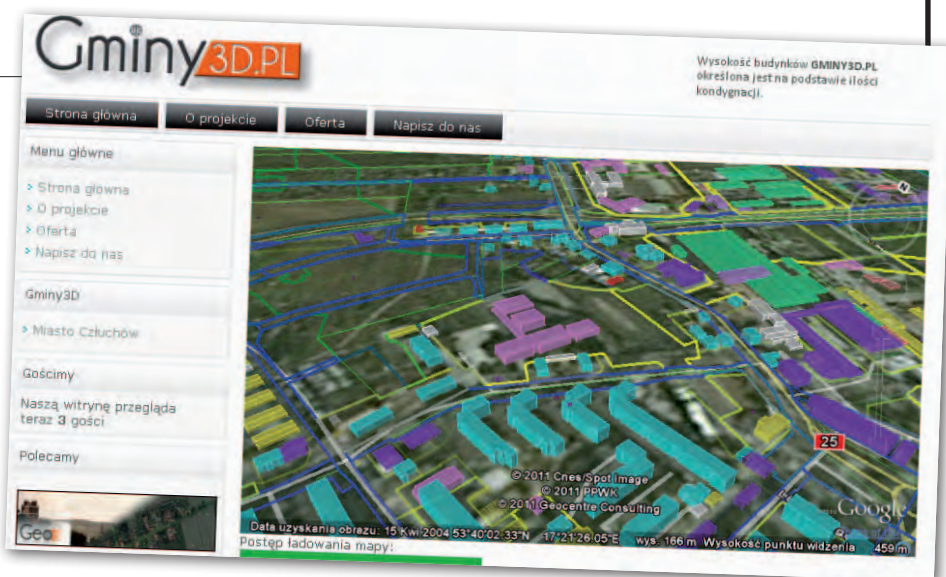 Gminy3D.PL
Wysokość budynków GMINY3D.PL
określona jest na podstawie ilości
kondygnacji.
Strona główna
O projekcie
Oferta
Napisz do nas
Menu główne
> Strona główna
> O projekcie
> Oferta
> Napisz do nas
Gminy3D
> Miasto Człuchów
Gościmy
Naszą witrynę przegląda
teraz 3 gości
Polecamy
Geo
N
25
© 2011 Cnes/Spot Image
© 2011 PPWK
© 2011 Geocentre Consulting
Google
Data uzyskania obrazu: 15 Kwi 2004 53°40'02.33"N 17°21'26.05"E wys. 166 m Wysokość punktu widzenia 459 m
Postęp ładowania mapy: